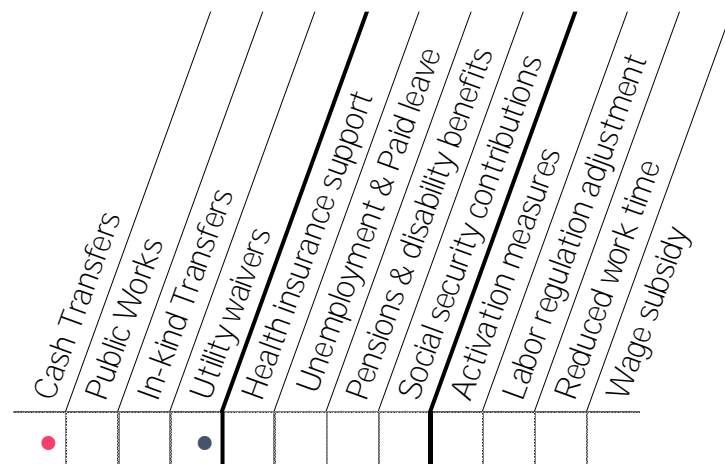 Cash Transfers
Public Works
In-Kind Transfers
Utility waivers
Health insurance support
Unemployment & Paid leave
Pensions & disability benefits
Social security contributions
Activation measures
Labor regulation adjustment
Reduced work time
Wage subsidy